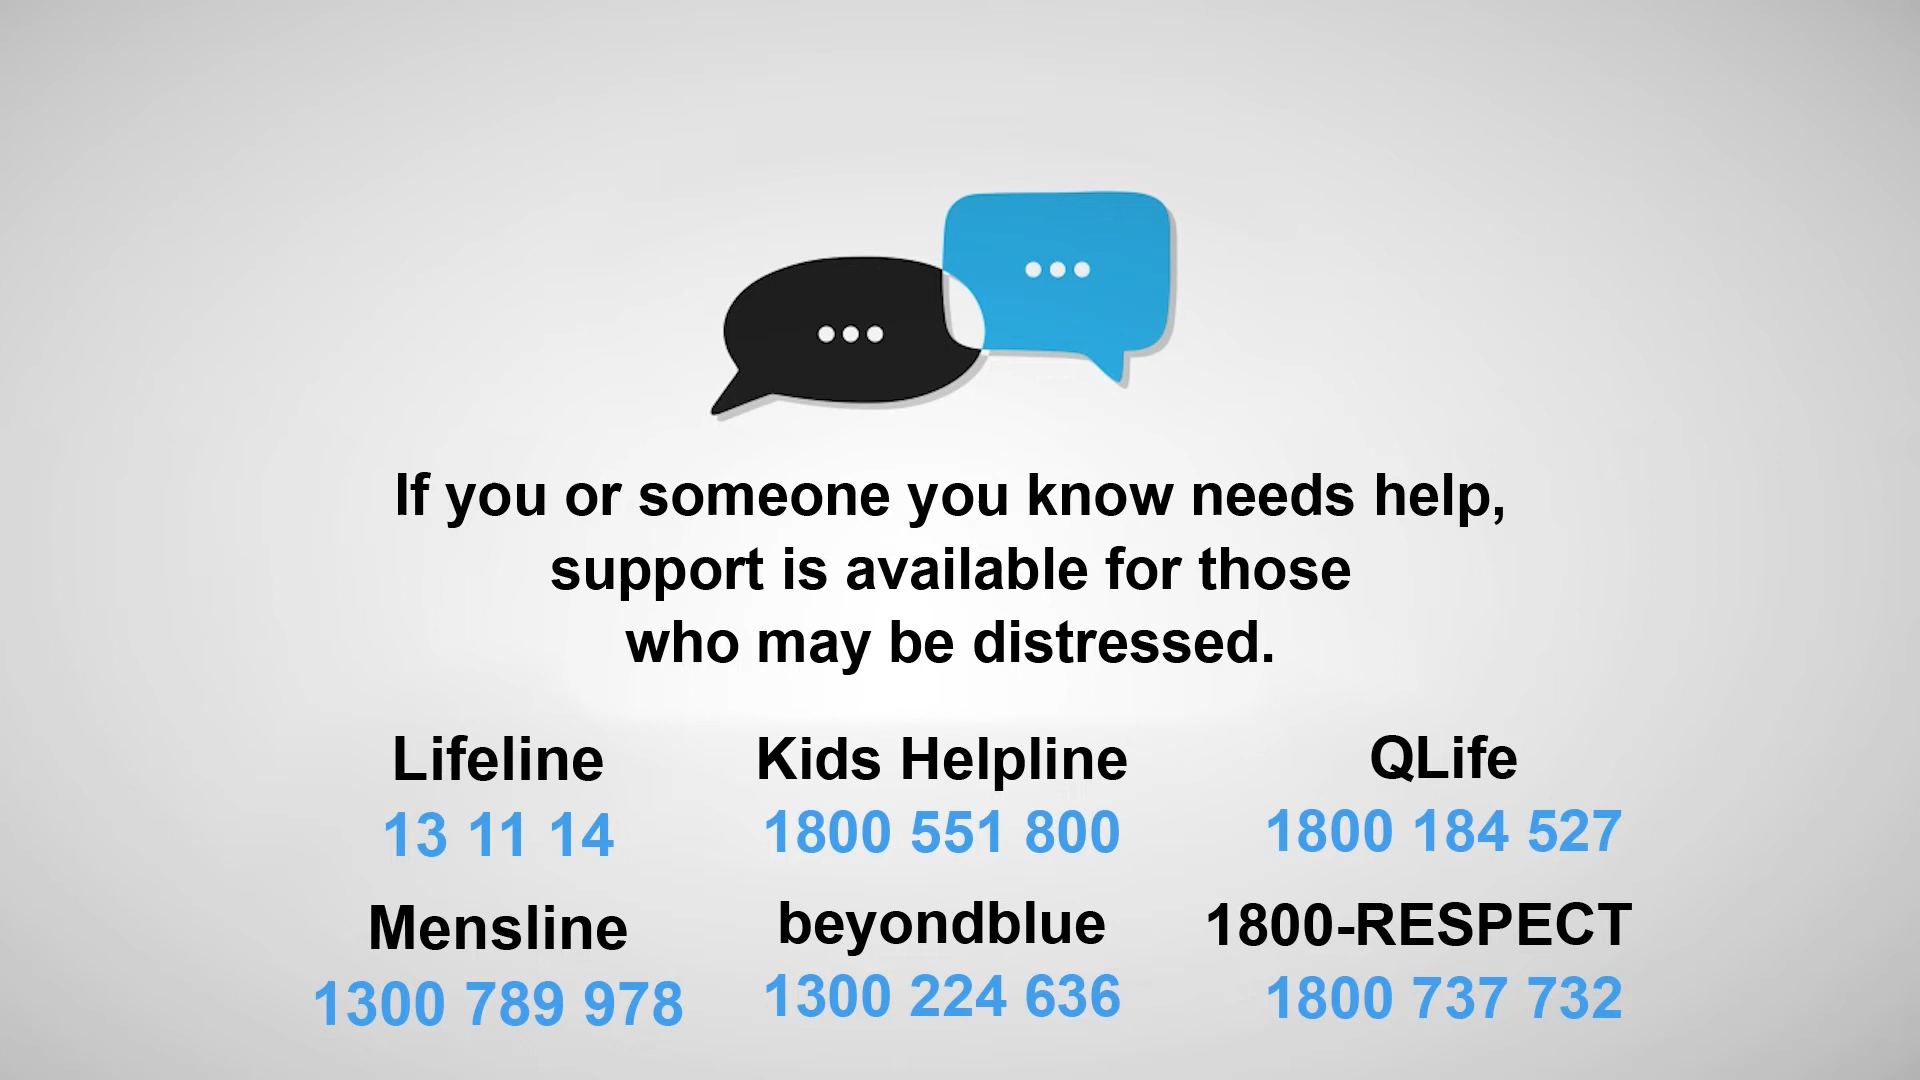 If you or someone you know needs help,
support is available for those
who may be distressed.
Lifeline
13 11 14
Kids Helpline
1800 551 800
QLife
1800 184 527
Mensline
1300 789 978
beyondblue
1300 224 636
1800-RESPECT
1800 737 732